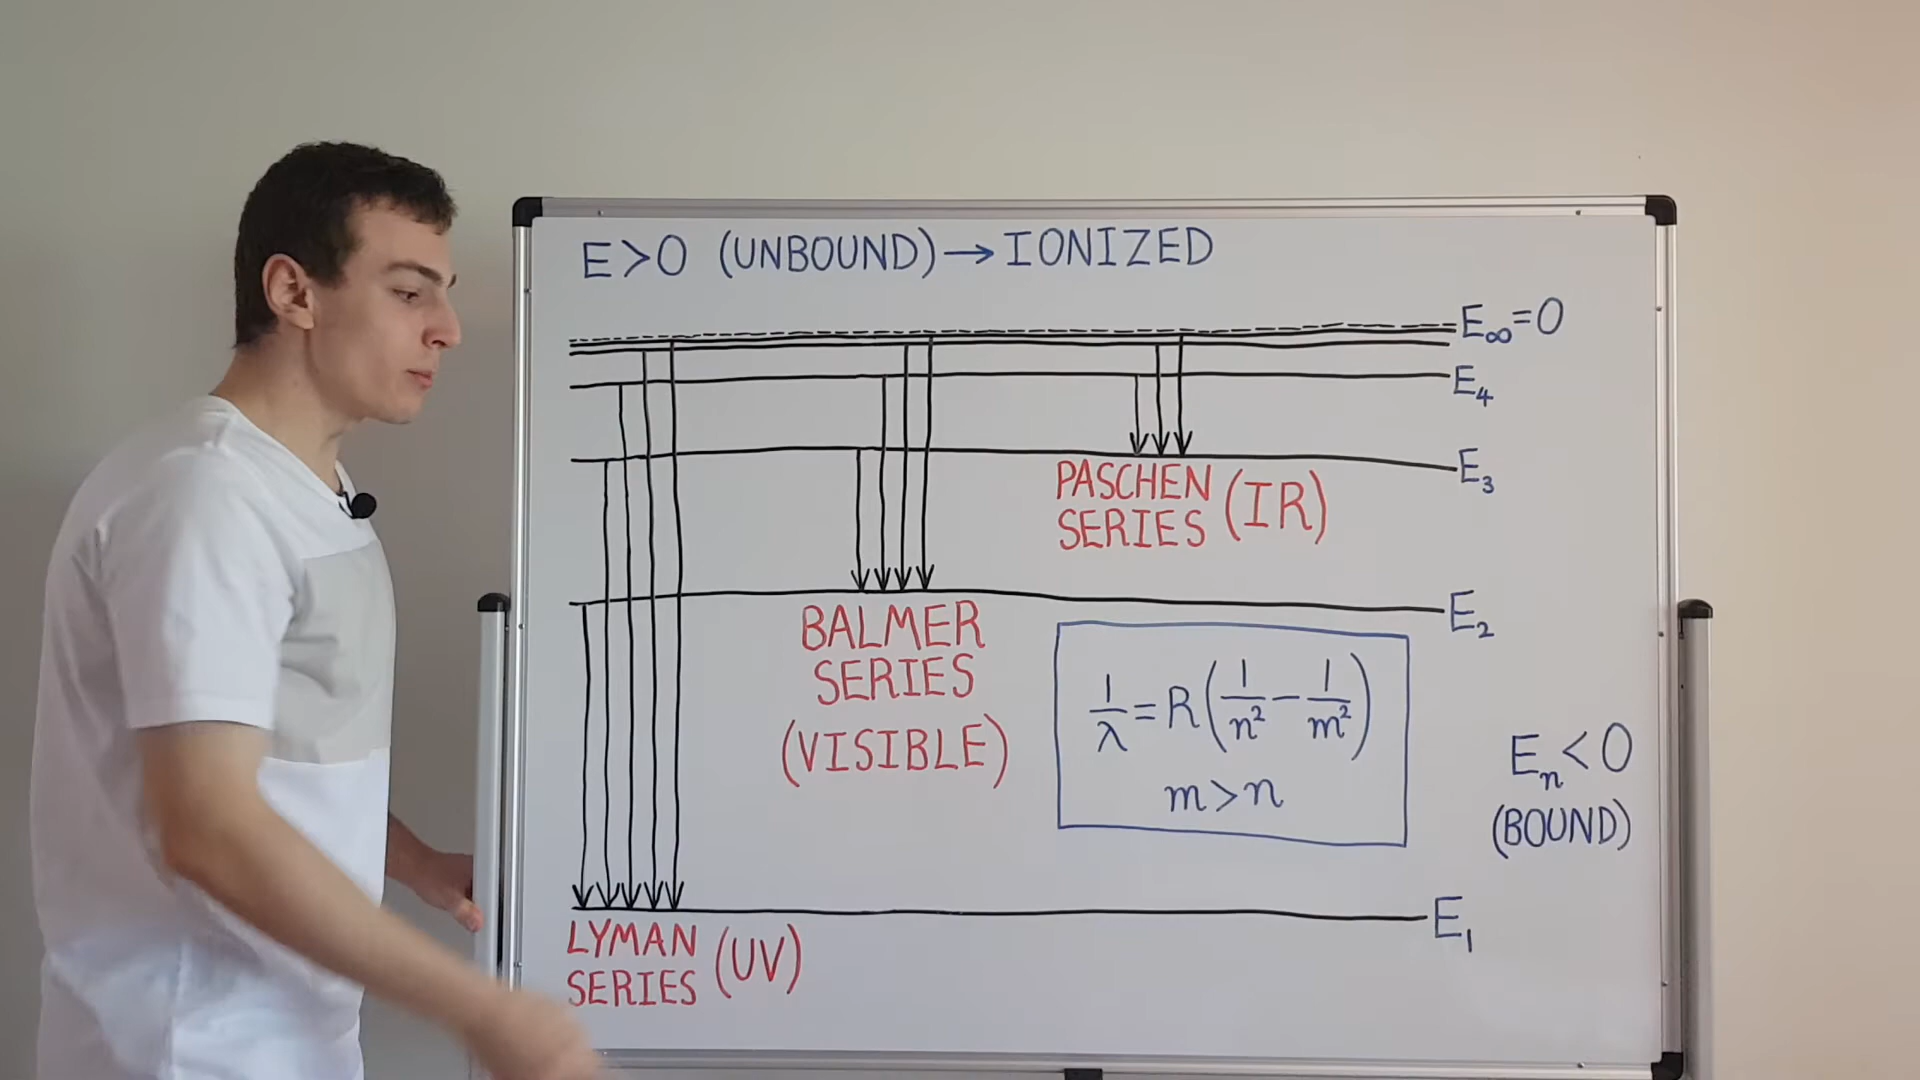 E>0 (UNBOUND)→IONIZED
E∞=0
E₄
E₃
PASCHEN
SERIES (IR)
E₂
BALMER
SERIES
(VISIBLE)
1/λ=R(1/n²−1/m²)
m>n
Eₙ<0
(BOUND)
E₁
LYMAN
SERIES (UV)